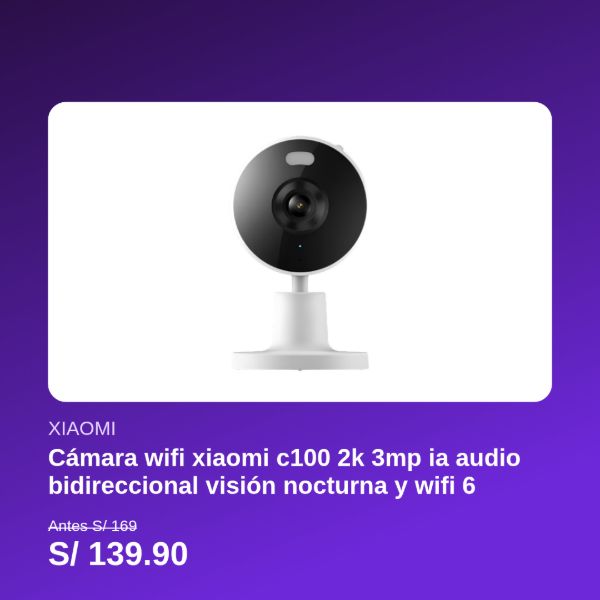 XIAOMI
Cámara wifi xiaomi c100 2k 3mp ia audio
bidireccional visión nocturna y wifi 6
Antes S/ 169
S/ 139.90